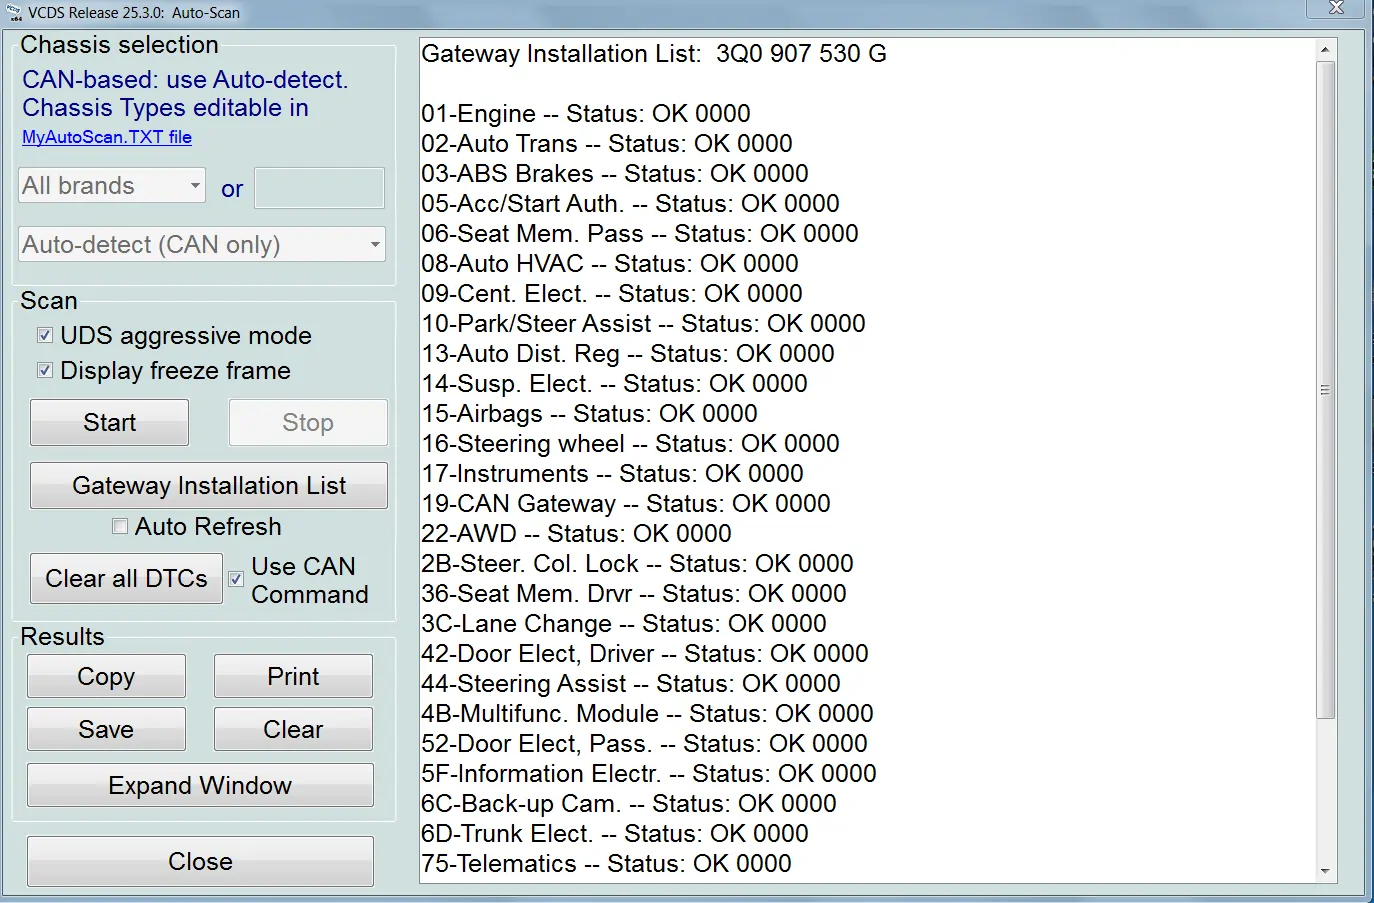 VCDS Release 25.3.0:  Auto-Scan
Chassis selection
CAN-based: use Auto-detect.
Chassis Types editable in
MyAutoScan.TXT file
All brands
or
Auto-detect (CAN only)
Scan
UDS aggressive mode
Display freeze frame
Start
Stop
Gateway Installation List
Auto Refresh
Clear all DTCs
Use CAN
Command
Results
Copy
Print
Save
Clear
Expand Window
Close
Gateway Installation List:  3Q0 907 530 G
01-Engine -- Status: OK 0000
02-Auto Trans -- Status: OK 0000
03-ABS Brakes -- Status: OK 0000
05-Acc/Start Auth. -- Status: OK 0000
06-Seat Mem. Pass -- Status: OK 0000
08-Auto HVAC -- Status: OK 0000
09-Cent. Elect. -- Status: OK 0000
10-Park/Steer Assist -- Status: OK 0000
13-Auto Dist. Reg -- Status: OK 0000
14-Susp. Elect. -- Status: OK 0000
15-Airbags -- Status: OK 0000
16-Steering wheel -- Status: OK 0000
17-Instruments -- Status: OK 0000
19-CAN Gateway -- Status: OK 0000
22-AWD -- Status: OK 0000
2B-Steer. Col. Lock -- Status: OK 0000
36-Seat Mem. Drvr -- Status: OK 0000
3C-Lane Change -- Status: OK 0000
42-Door Elect, Driver -- Status: OK 0000
44-Steering Assist -- Status: OK 0000
4B-Multifunc. Module -- Status: OK 0000
52-Door Elect, Pass. -- Status: OK 0000
5F-Information Electr. -- Status: OK 0000
6C-Back-up Cam. -- Status: OK 0000
6D-Trunk Elect. -- Status: OK 0000
75-Telematics -- Status: OK 0000